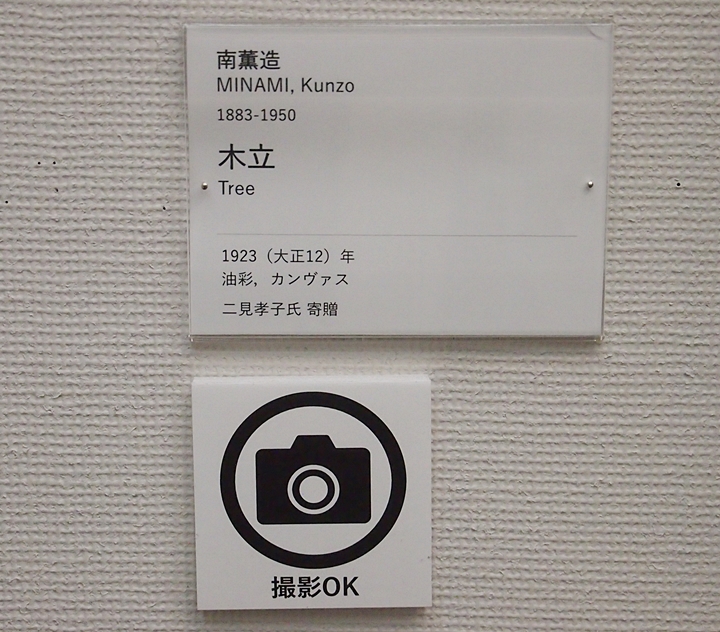 南薫造
MINAMI, Kunzo
1883-1950
木立
Tree
1923（大正12）年
油彩，カンヴァス
二見孝子氏 寄贈
撮影OK